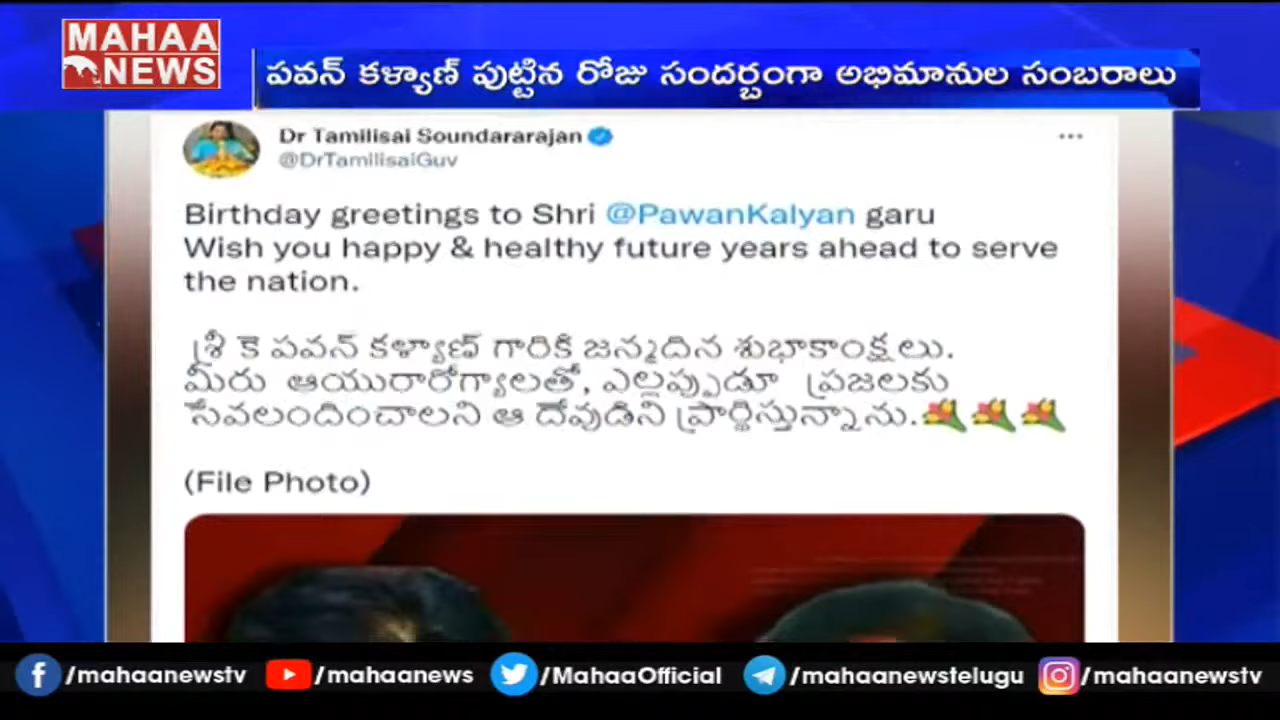 MAHAA
NEWS
పవన్ కళ్యాణ్ పుట్టిన రోజు సందర్బంగా అభిమానుల సంబరాలు
Dr Tamilisai Soundararajan
@DrTamilisaiGuv
Birthday greetings to Shri @PawanKalyan garu
Wish you happy & healthy future years ahead to serve
the nation.
శ్రీ కె పవన్ కళ్యాణ్ గారికి జన్మదిన శుభాకాంక్షలు.
మీరు ఆయురారోగ్యాలతో, ఎల్లప్పుడూ ప్రజలకు
సేవలందించాలని ఆ దేవుడిని ప్రార్థిస్తున్నాను.💐💐💐
(File Photo)
/mahaanewstv /mahaanews /MahaaOfficial /mahaanewstelugu /mahaanewstv